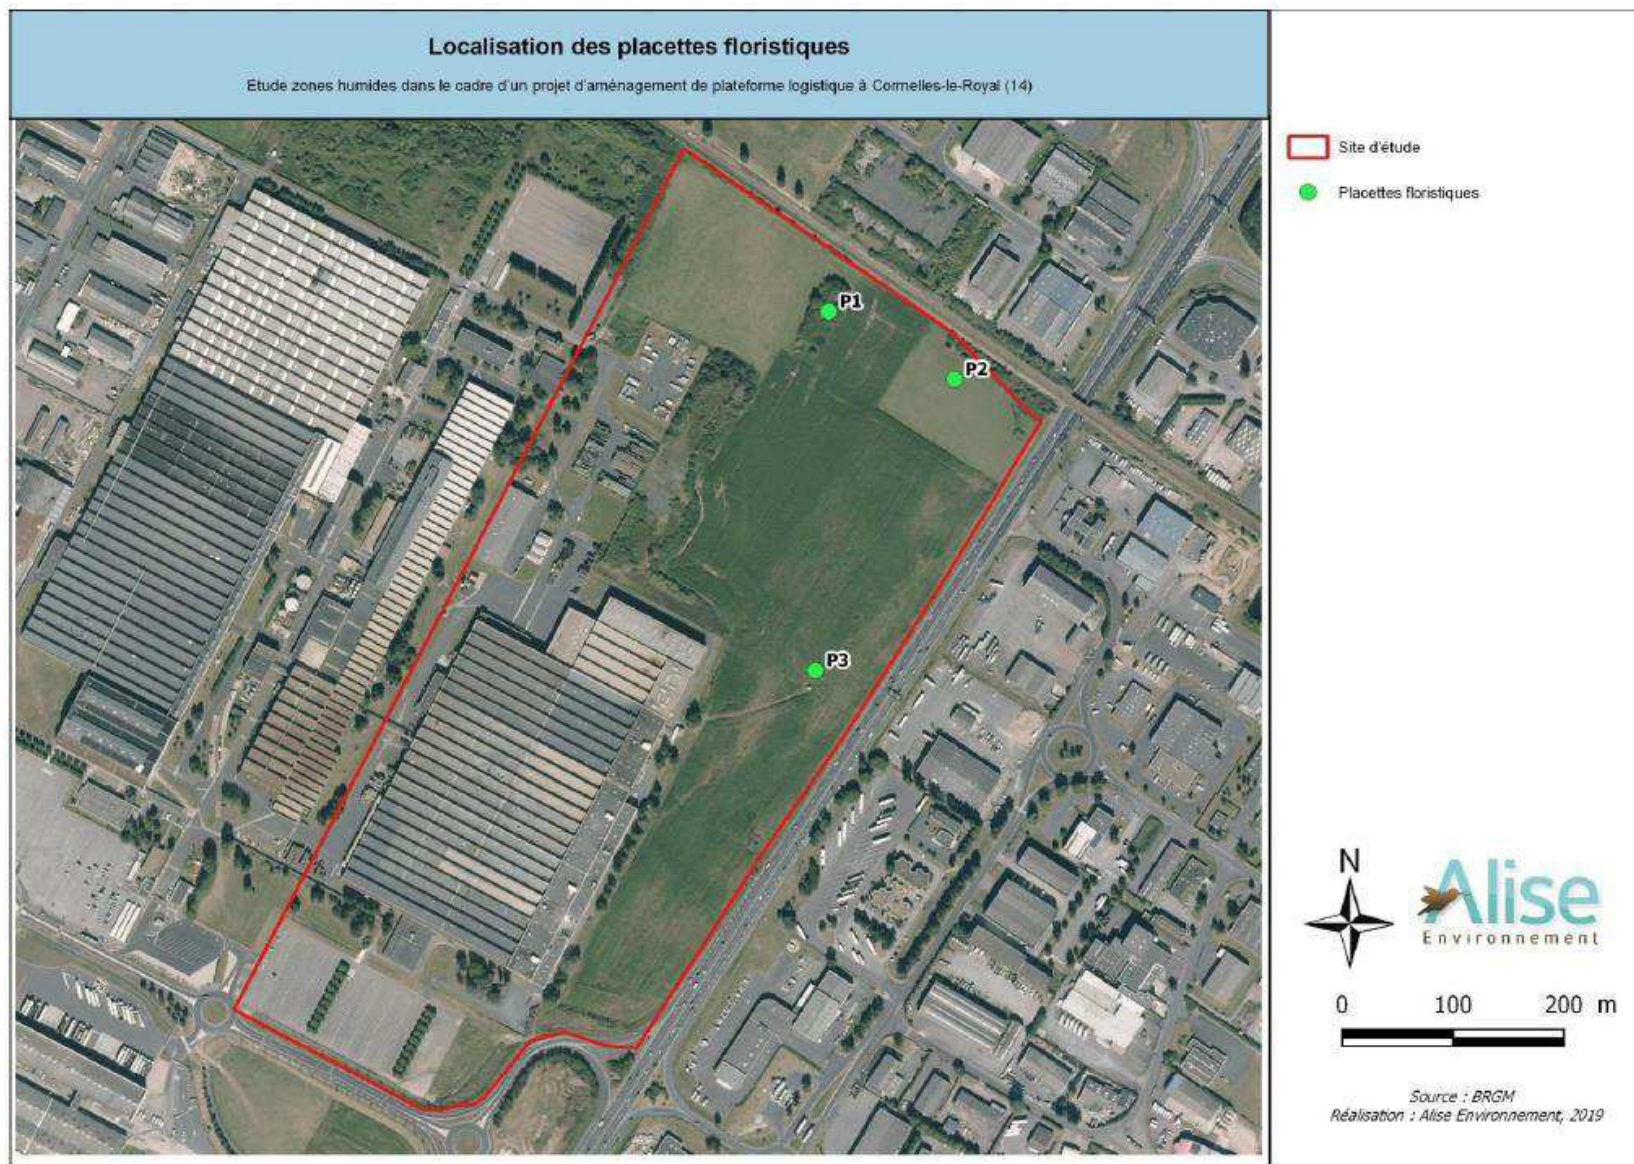 Localisation des placettes floristiques
Etude zones humides dans le cadre d'un projet d'aménagement de plateforme logistique à Cormelles-le-Royal (14)
Site d'étude
Placettes floristiques
P1
P2
P3
N
Alise
Environnement
0 100 200 m
Source : BRGM
Réalisation : Alise Environnement, 2019